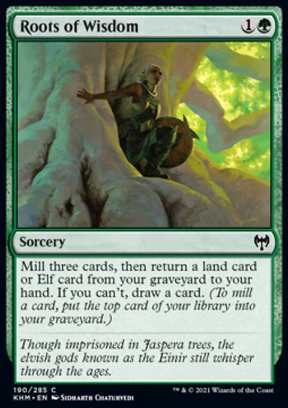 Roots of Wisdom 1
Sorcery
Mill three cards, then return a land card
or Elf card from your graveyard to
your hand. If you can't, draw a card. (To mill
a card, put the top card of your library into
your graveyard.)
Though imprisoned in Jaspera trees, the
elvish gods known as the Einir still whisper
through the ages.
190/285 C
KHM • EN SIDHARTH CHATURVEDI ™ & © 2021 Wizards of the Coast